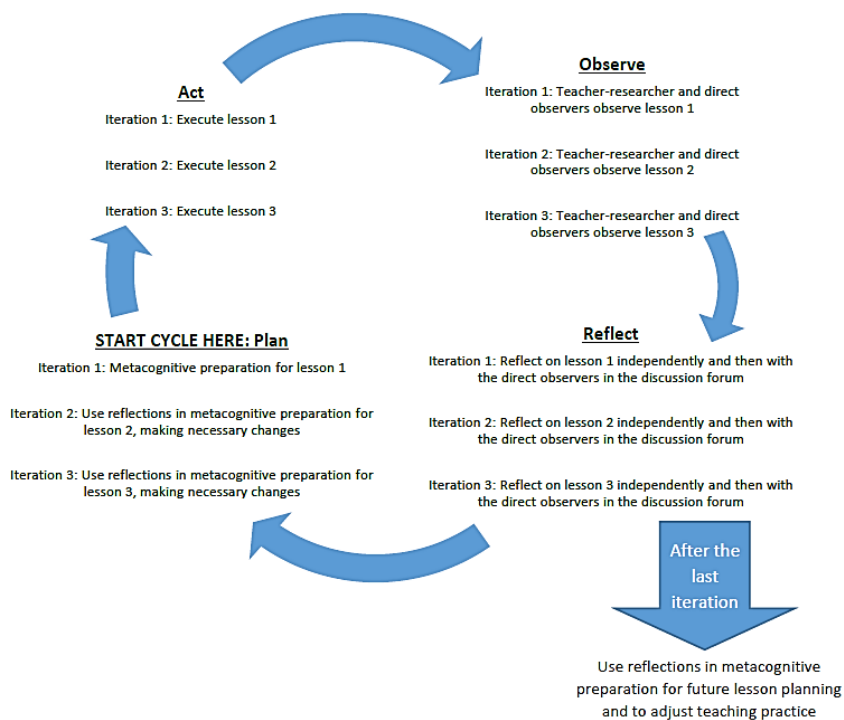 Act
Iteration 1: Execute lesson 1
Iteration 2: Execute lesson 2
Iteration 3: Execute lesson 3
Observe
Iteration 1: Teacher-researcher and direct
observers observe lesson 1
Iteration 2: Teacher-researcher and direct
observers observe lesson 2
Iteration 3: Teacher-researcher and direct
observers observe lesson 3
START CYCLE HERE: Plan
Iteration 1: Metacognitive preparation for lesson 1
Iteration 2: Use reflections in metacognitive preparation for
lesson 2, making necessary changes
Iteration 3: Use reflections in metacognitive preparation for
lesson 3, making necessary changes
Reflect
Iteration 1: Reflect on lesson 1 independently and then with
the direct observers in the discussion forum
Iteration 2: Reflect on lesson 2 independently and then with
the direct observers in the discussion forum
Iteration 3: Reflect on lesson 3 independently and then with
the direct observers in the discussion forum
After the
last
iteration
Use reflections in metacognitive
preparation for future lesson planning
and to adjust teaching practice